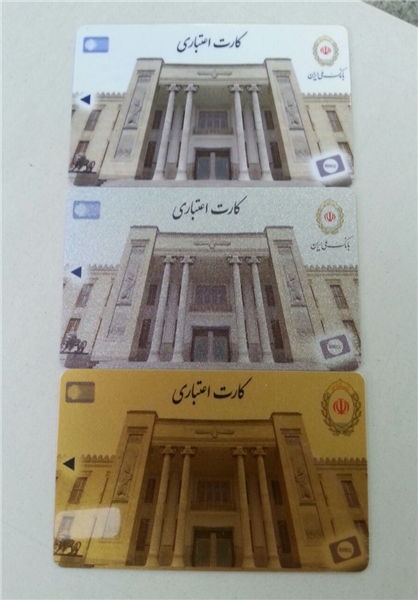 کارت اعتباری
بانک ملی ایران
کارت اعتباری
بانک ملی ایران
کارت اعتباری